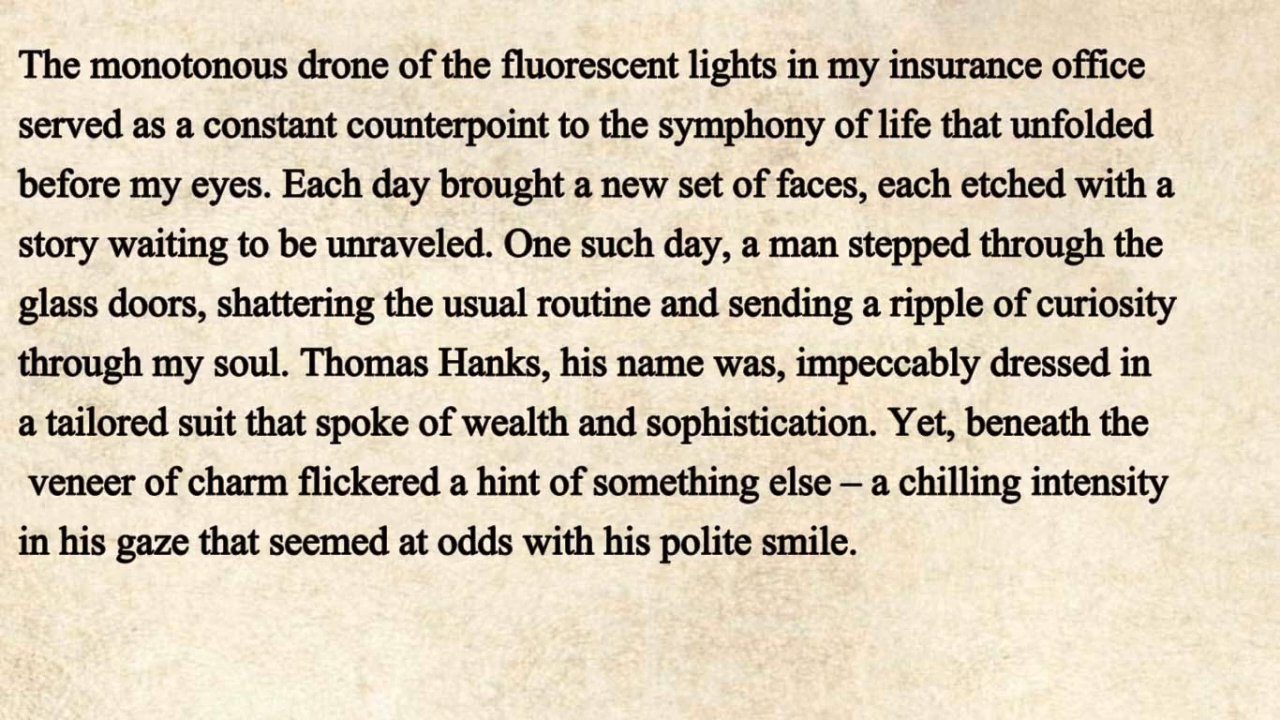 The monotonous drone of the fluorescent lights in my insurance office
served as a constant counterpoint to the symphony of life that unfolded
before my eyes. Each day brought a new set of faces, each etched with a
story waiting to be unraveled. One such day, a man stepped through the
glass doors, shattering the usual routine and sending a ripple of curiosity
through my soul. Thomas Hanks, his name was, impeccably dressed in
a tailored suit that spoke of wealth and sophistication. Yet, beneath the
veneer of charm flickered a hint of something else – a chilling intensity
in his gaze that seemed at odds with his polite smile.